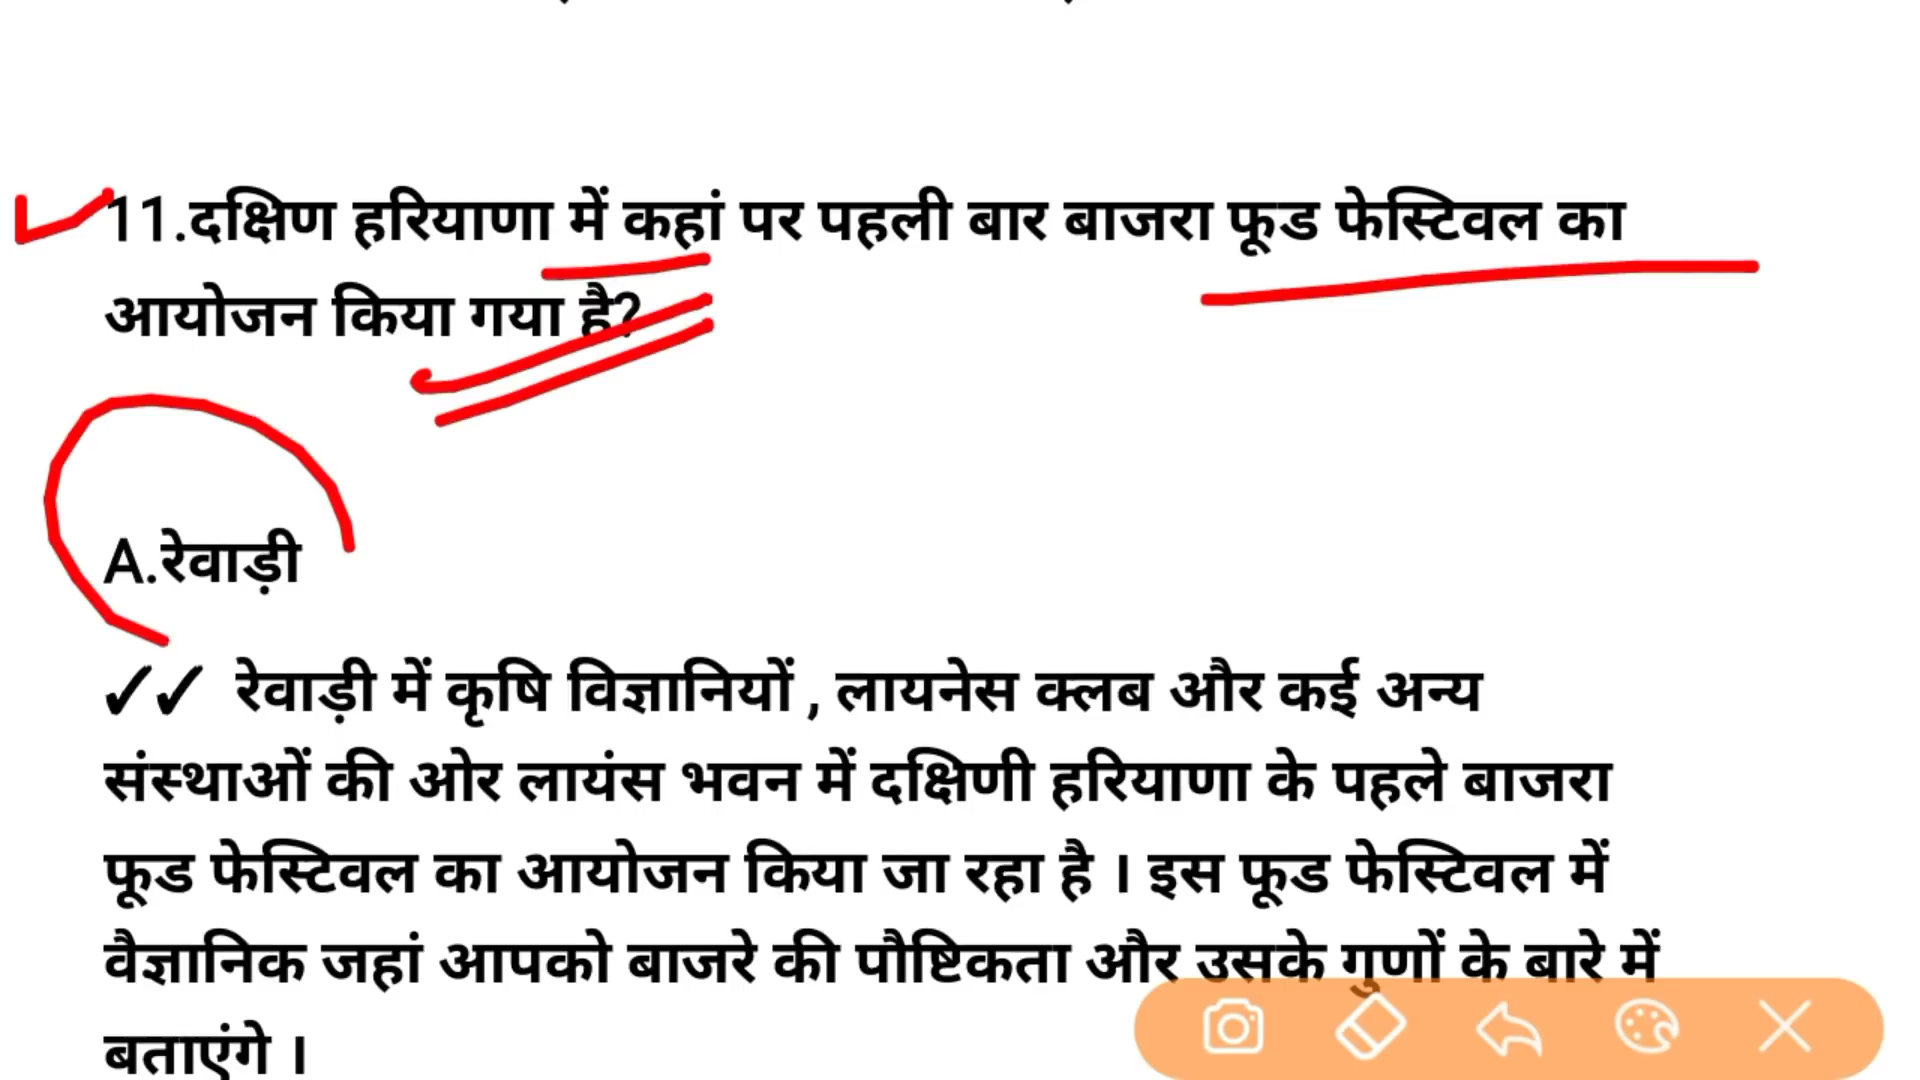 11.दक्षिण हरियाणा में कहां पर पहली बार बाजरा फूड फेस्टिवल का
आयोजन किया गया है?
A.रेवाड़ी
✓✓ रेवाड़ी में कृषि विज्ञानियों , लायनेस क्लब और कई अन्य
संस्थाओं की ओर लायंस भवन में दक्षिणी हरियाणा के पहले बाजरा
फूड फेस्टिवल का आयोजन किया जा रहा है । इस फूड फेस्टिवल में
वैज्ञानिक जहां आपको बाजरे की पौष्टिकता और उसके गुणों के बारे में
बताएंगे ।